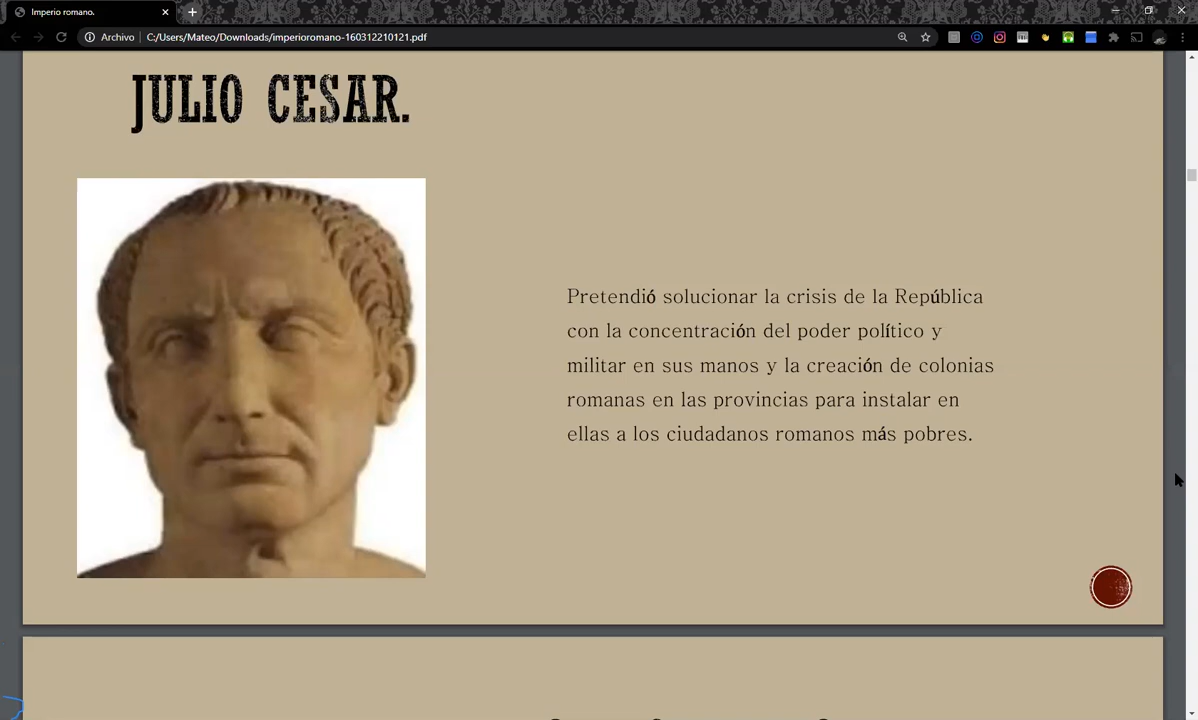 Imperio romano.
Archivo
C:/Users/Mateo/Downloads/imperioromano-160312210121.pdf
JULIO CESAR.
Pretendió solucionar la crisis de la República
con la concentración del poder político y
militar en sus manos y la creación de colonias
romanas en las provincias para instalar en
ellas a los ciudadanos romanos más pobres.